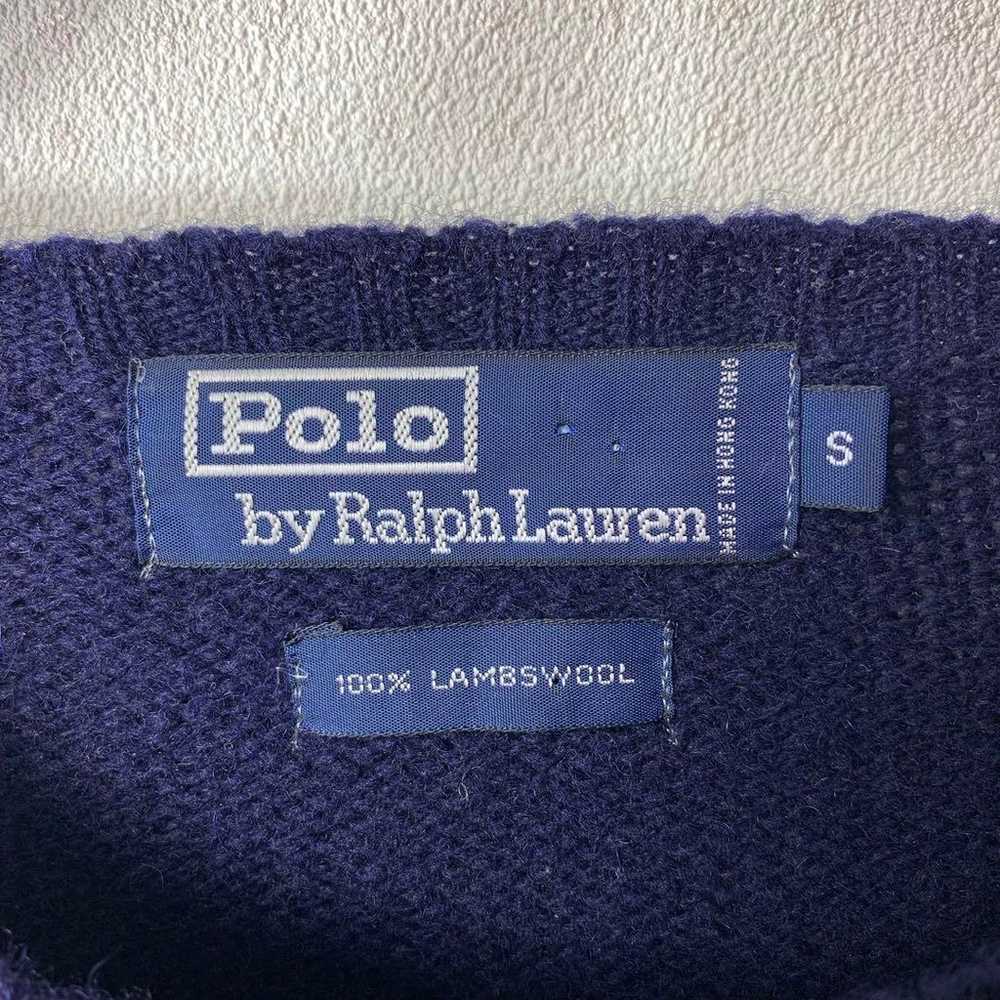 Polo
by Ralph Lauren
MADE IN HONG KONG
S
100% LAMBSWOOL